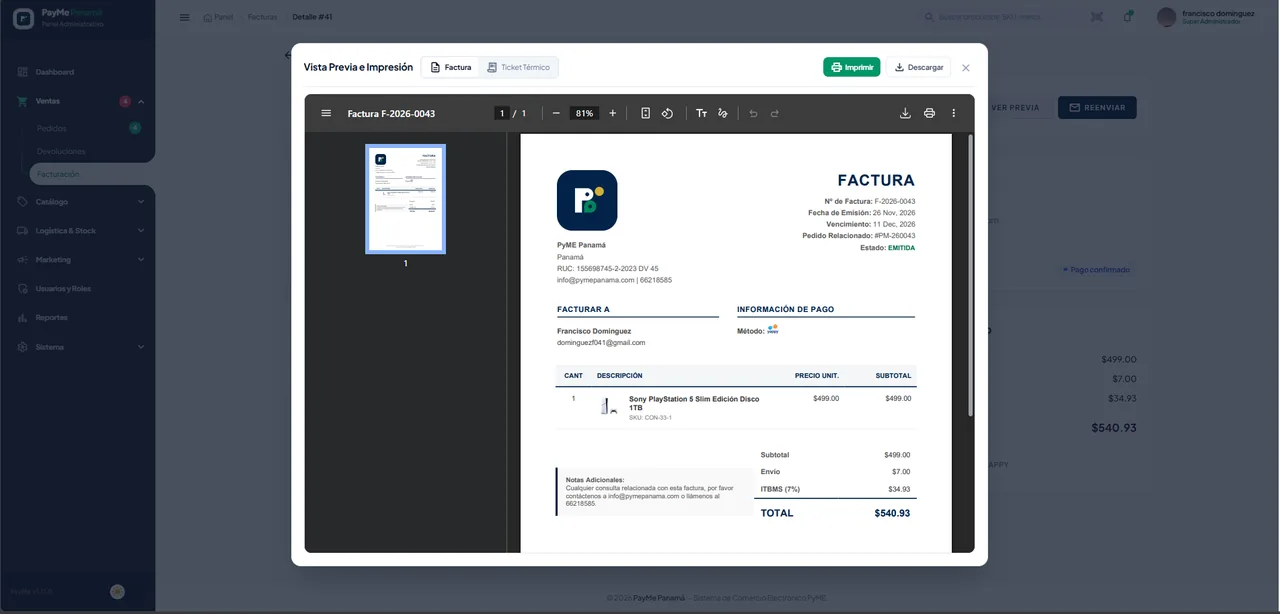 PayMe Panamá
Panel Administrativo
Panel Facturas Detalle #41
francisco dominguez
Super Administrador
Dashboard
Ventas 4
Pedidos 4
Devoluciones
Facturación
Catálogo
Logística & Stock
Marketing
Usuarios y Roles
Reportes
Sistema
Vista Previa e Impresión
Factura
Ticket Térmico
Imprimir
Descargar
Factura F-2026-0043
1 / 1
81%
1
VER PREVIA
REENVIAR
Pago confirmado
$499.00
$7.00
$34.93
$540.93
FACTURA
Nº de Factura: F-2026-0043
Fecha de Emisión: 26 Nov, 2026
Vencimiento: 11 Dec, 2026
Pedido Relacionado: #PM-260043
Estado: EMITIDA
PyME Panamá
Panamá
RUC: 155698745-2-2023 DV 45
info@pymepanama.com | 66218585
FACTURAR A
Francisco Dominguez
dominguezf041@gmail.com
INFORMACIÓN DE PAGO
Método:
CANT DESCRIPCIÓN PRECIO UNIT. SUBTOTAL
1 Sony PlayStation 5 Slim Edición Disco $499.00 $499.00
1TB
SKU: CON-33-1
Subtotal $499.00
Envío $7.00
ITBMS (7%) $34.93
TOTAL $540.93
Notas Adicionales:
Cualquier consulta relacionada con esta factura, por favor
contáctenos a info@pymepanama.com o llámenos al
66218585.
© 2026 PayMe Panamá - Sistema de Comercio Electrónico PyME